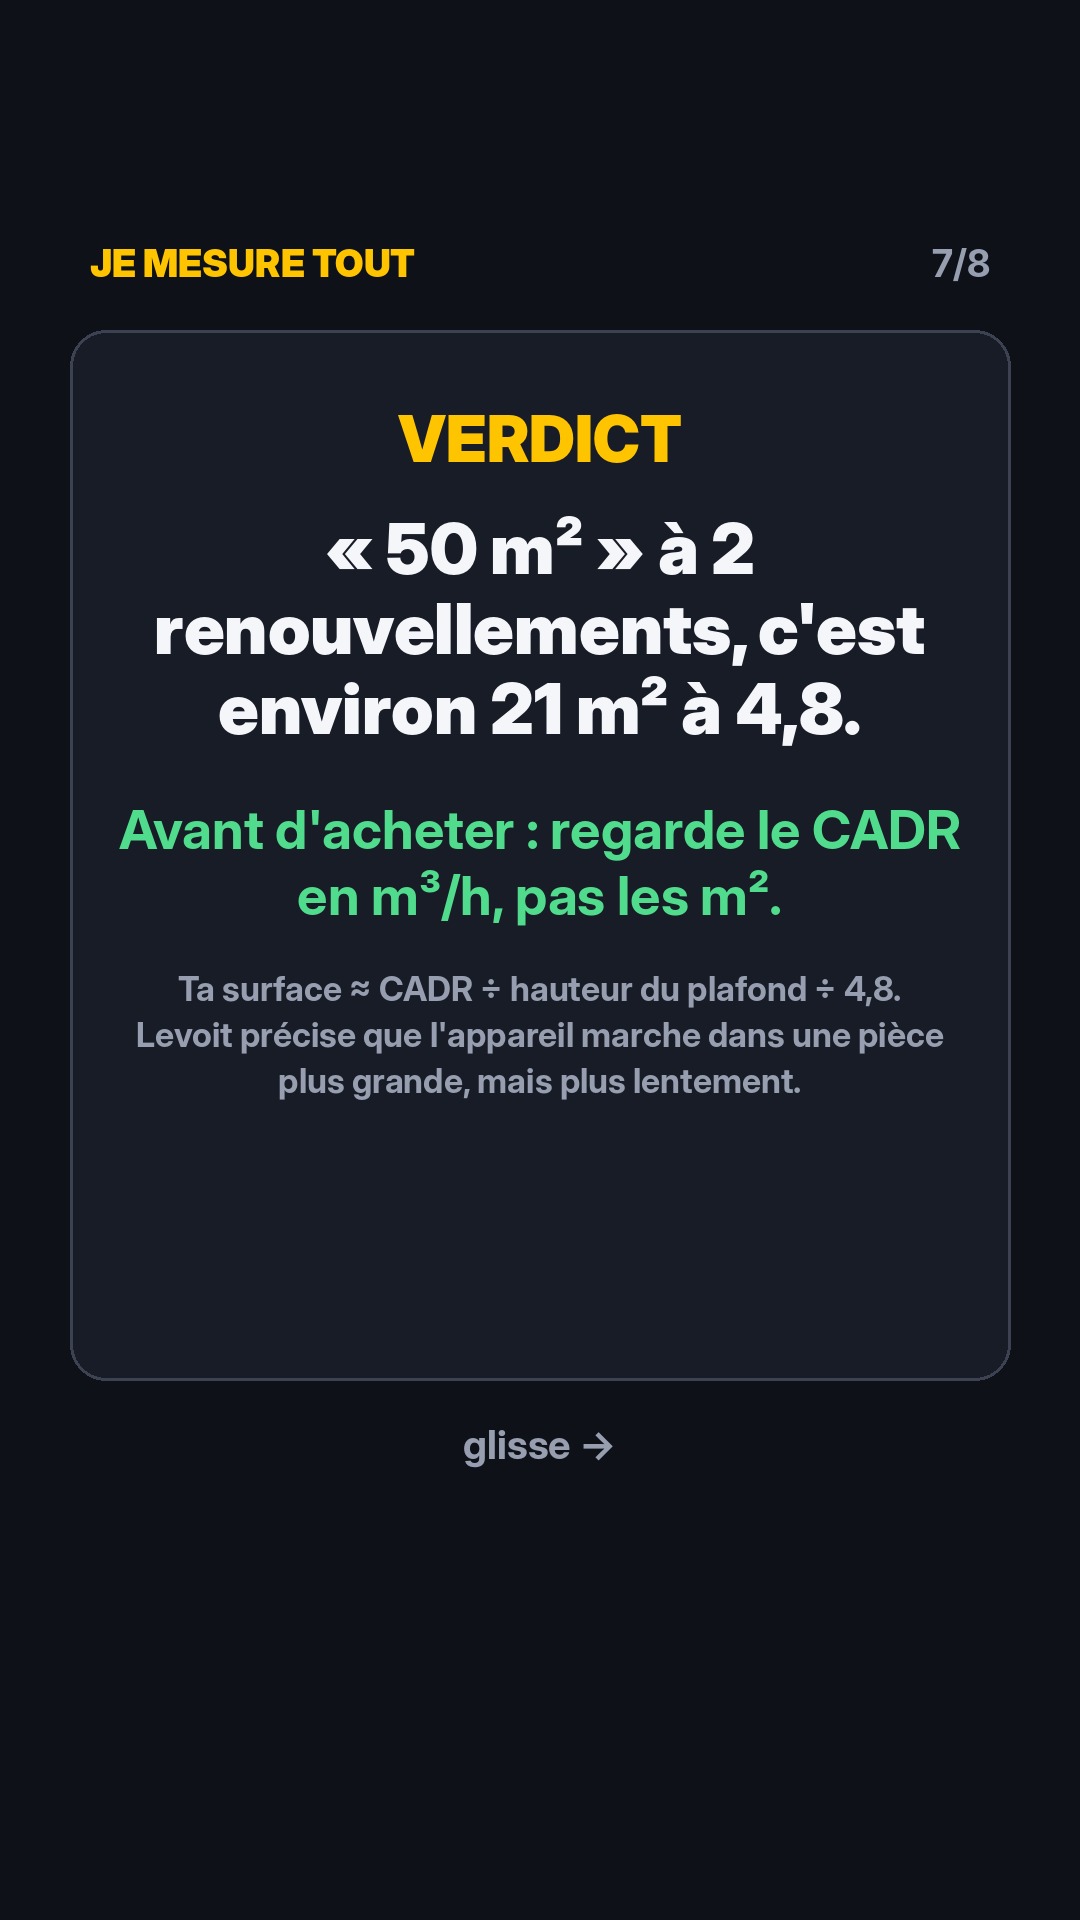 JE MESURE TOUT
7/8
VERDICT
« 50 m² » à 2
renouvellements, c'est
environ 21 m² à 4,8.
Avant d'acheter : regarde le CADR
en m³/h, pas les m².
Ta surface ≈ CADR ÷ hauteur du plafond ÷ 4,8.
Levoit précise que l'appareil marche dans une pièce
plus grande, mais plus lentement.
glisse →